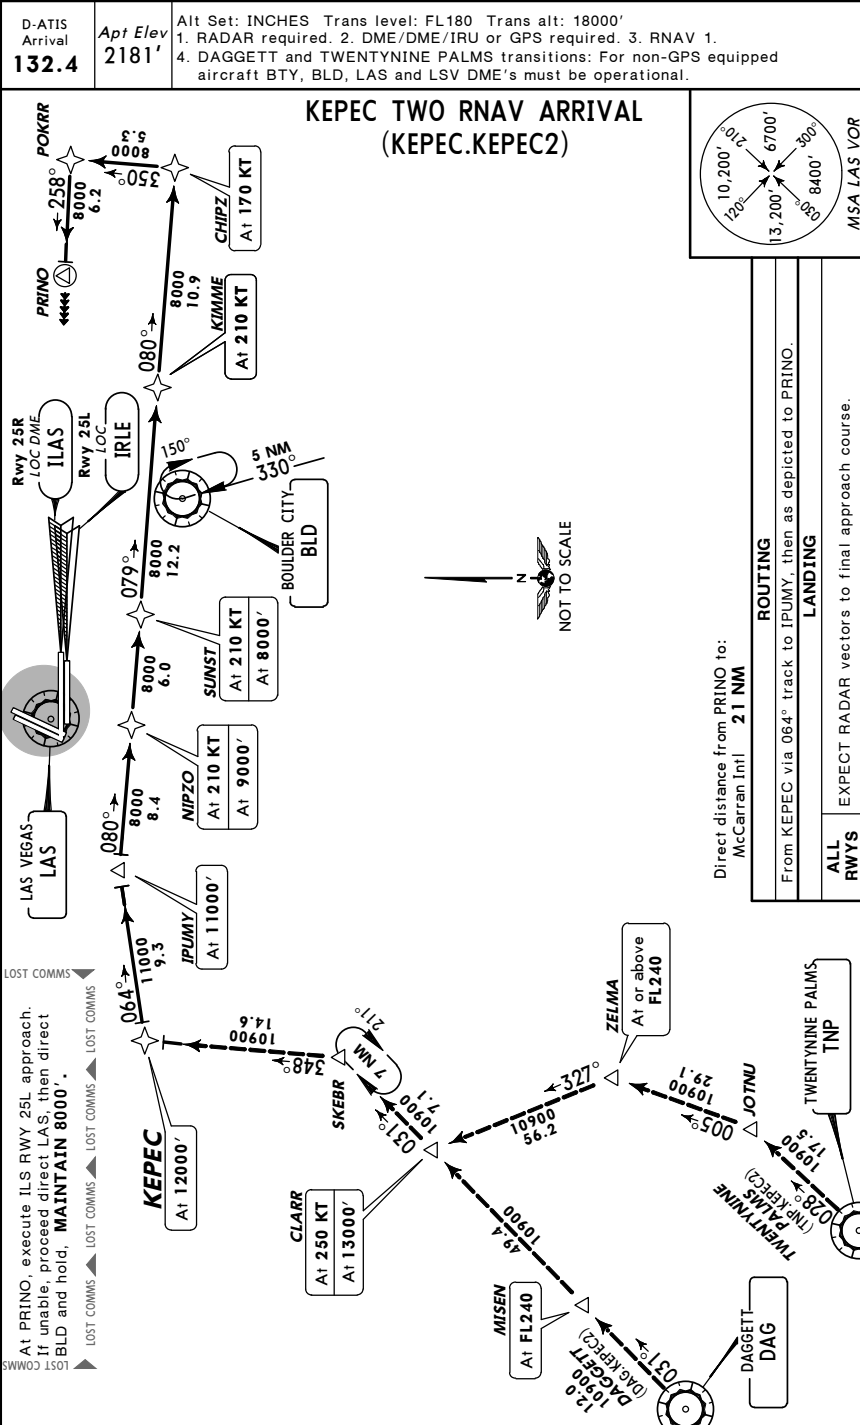 D-ATIS
Arrival
132.4
Apt Elev
2181'
Alt Set: INCHES Trans level: FL180 Trans alt: 18000'
1. RADAR required. 2. DME/DME/IRU or GPS required. 3. RNAV 1.
4. DAGGETT and TWENTYNINE PALMS transitions: For non-GPS equipped
aircraft BTY, BLD, LAS and LSV DME's must be operational.
KEPEC TWO RNAV ARRIVAL
(KEPEC.KEPEC2)
210°
6700'
300°
10,200'
8400'
120°
13,200'
030°
MSA LAS VOR
POKRR
8000
5.3
350°
258°
8000
6.2
PRINO
CHIPZ
At 170 KT
8000
10.9
080°
KIMME
At 210 KT
Rwy 25R
LOC DME
ILAS
Rwy 25L
LOC
IRLE
150°
5 NM
330°
BOULDER CITY
BLD
079°
8000
12.2
SUNST
At 210 KT
At 8000'
8000
6.0
NIPZO
At 210 KT
At 9000'
LAS VEGAS
LAS
080°
8000
8.4
IPUMY
At 11000'
064°
11000
9.3
N
NOT TO SCALE
Direct distance from PRINO to:
McCarran Intl 21 NM
ROUTING
From KEPEC via 064° track to IPUMY, then as depicted to PRINO.
LANDING
ALL
RWYS
EXPECT RADAR vectors to final approach course.
LOST COMMS
LOST COMMS
LOST COMMS
LOST COMMS
LOST COMMS
LOST COMMS
At PRINO, execute ILS RWY 25L approach.
If unable, proceed direct LAS, then direct
BLD and hold, MAINTAIN 8000'.
KEPEC
At 12000'
10900
14.6
348°
SKEBR
211°
7 NM
10900
7.1
031°
CLARR
At 250 KT
At 13000'
327°
10900
56.2
ZELMA
At or above
FL240
10900
29.1
005°
JOTNU
10900
17.5
028°
TWENTYNINE
PALMS
(TNP.KEPEC2)
TWENTYNINE PALMS
TNP
10900
49.4
MISEN
At FL240
12.0
10900
DAGGETT
(DAG.KEPEC2)
031°
DAGGETT
DAG